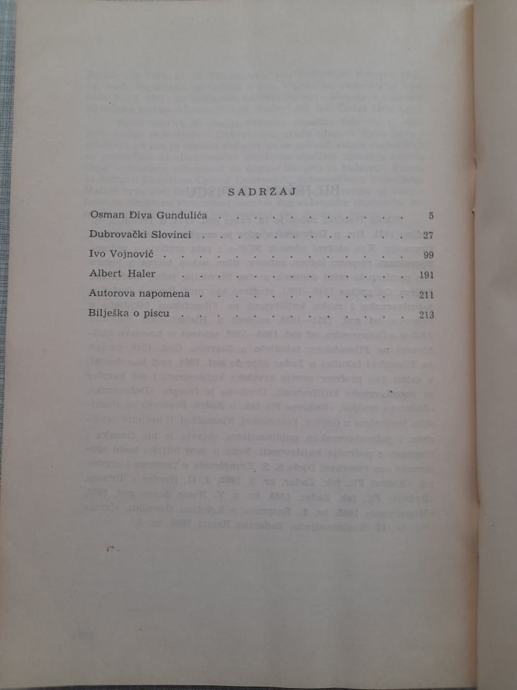 SADRŽAJ
Osman Điva Gundulića . . . . . . . . . . . 5
Dubrovački Slovinci . . . . . . . . . . . 27
Ivo Vojnović . . . . . . . . . . . . . 99
Albert Haler . . . . . . . . . . . . 191
Autorova napomena . . . . . . . . . . . 211
Bilješka o piscu . . . . . . . . . . . . 213